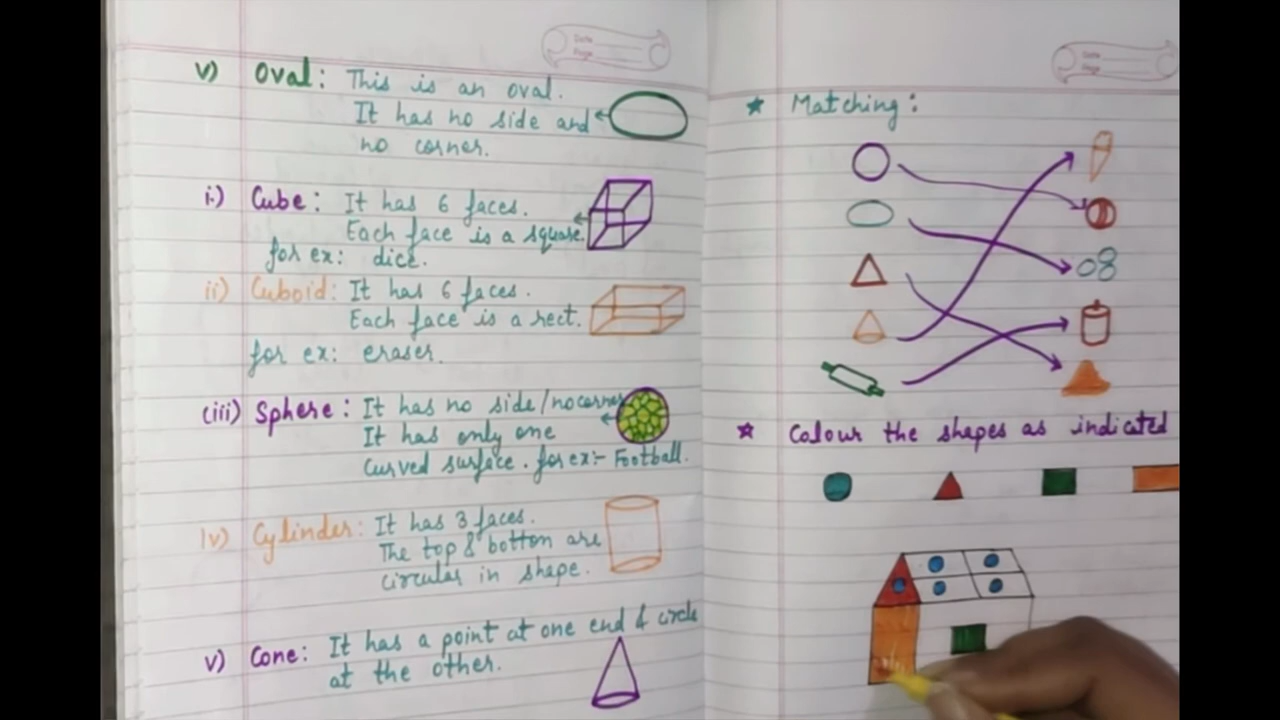 Date
Page
v) Oval: This is an oval.
It has no side and
no corner.
i) Cube: It has 6 faces.
Each face is a square.
for ex: dice.
ii) Cuboid: It has 6 faces.
Each face is a rect.
for ex: eraser.
(iii) Sphere: It has no side/no corner
It has only one
curved surface. for ex:- Football.
iv) Cylinder: It has 3 faces.
The top & botton are
circular in shape.
v) Cone: It has a point at one end & circle
at the other.
Date
Page
★ Matching:
★ Colour the shapes as indicated